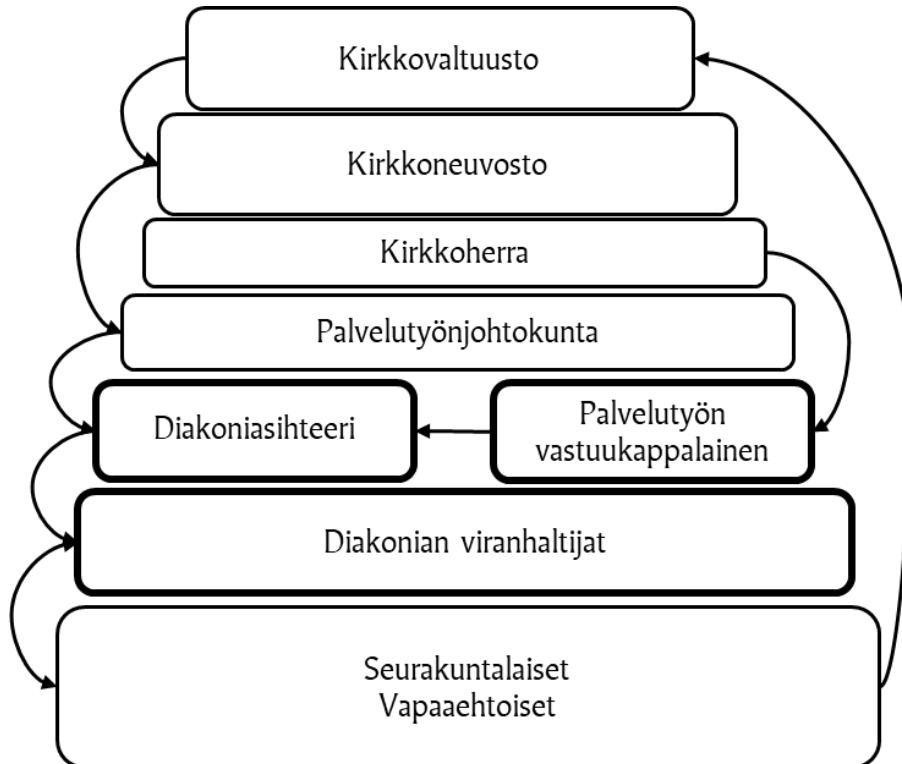 Kirkkovaltuusto
Kirkkoneuvosto
Kirkkoherra
Palvelutyönjohtokunta
Diakoniasihteeri
Palvelutyön
vastuukappalainen
Diakonian viranhaltijat
Seurakuntalaiset
Vapaaehtoiset